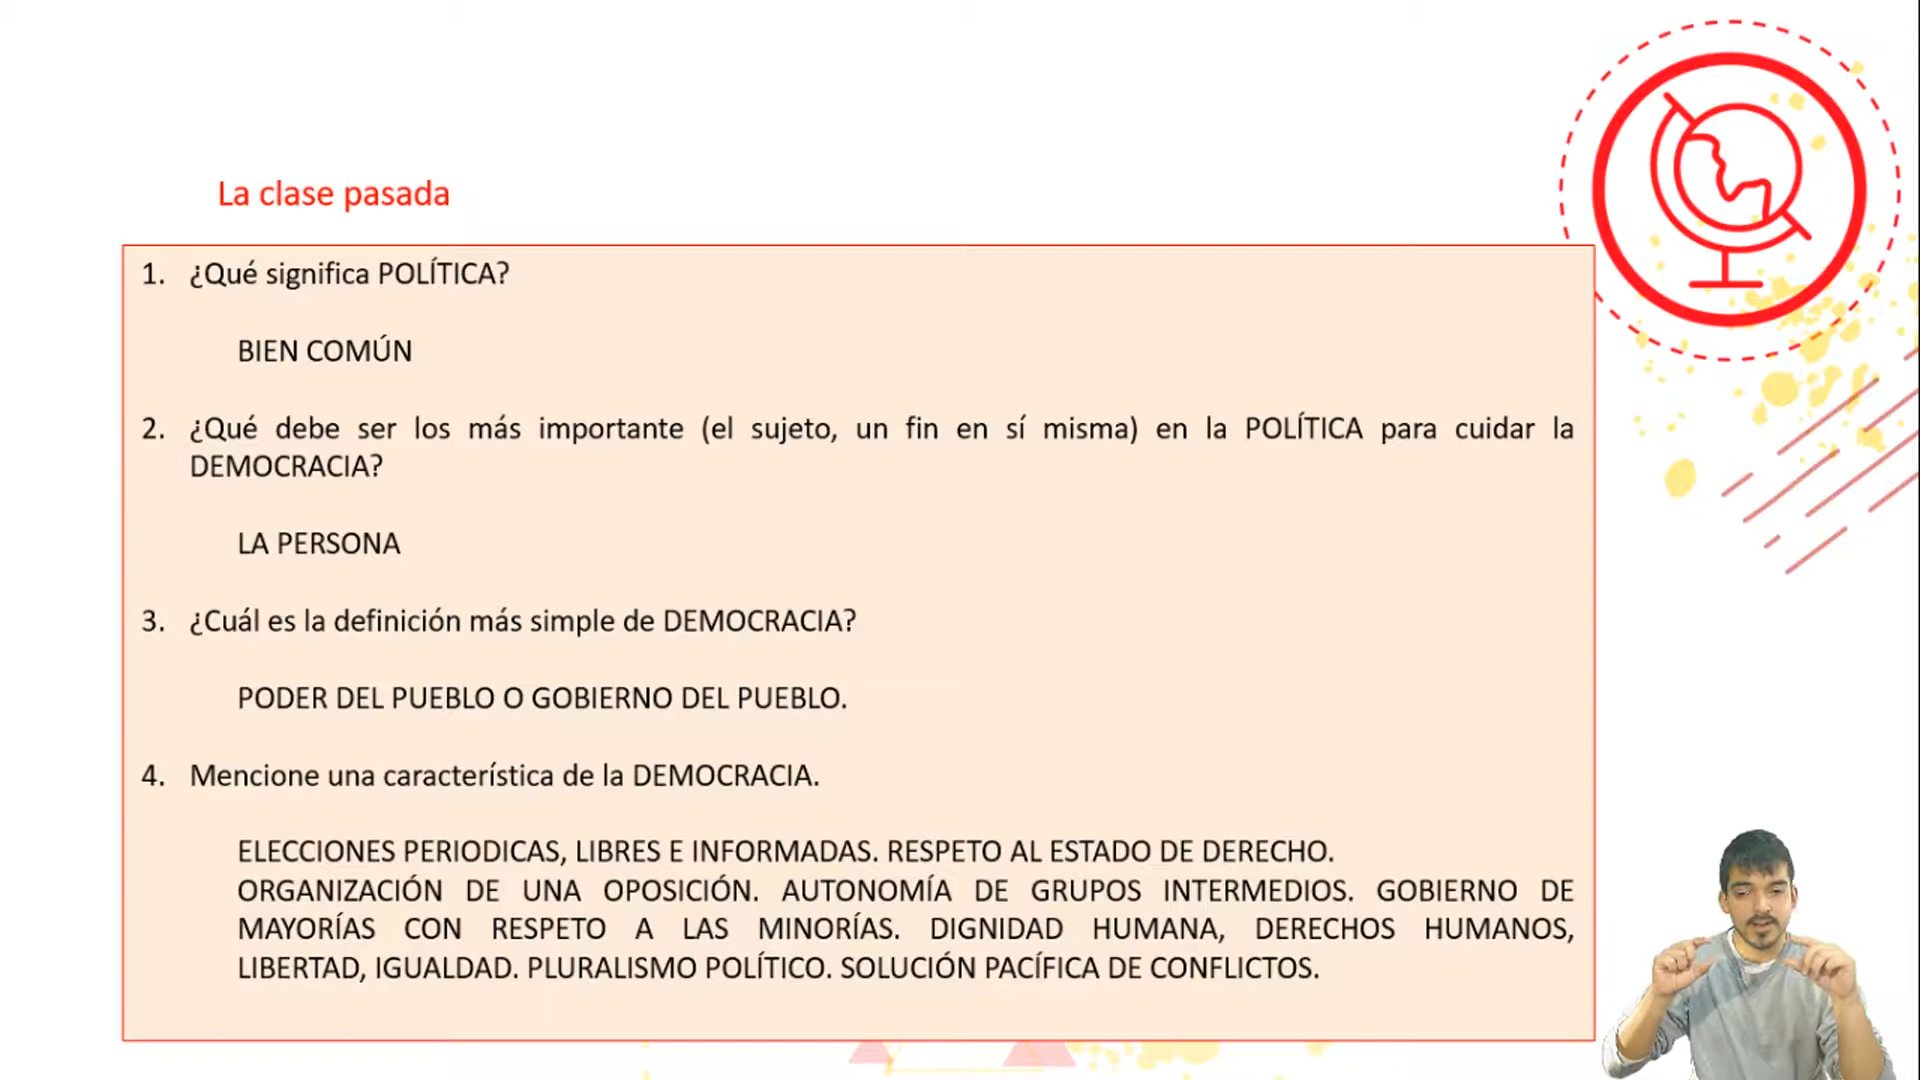 La clase pasada
1. ¿Qué significa POLÍTICA?
BIEN COMÚN
2. ¿Qué debe ser los más importante (el sujeto, un fin en sí misma) en la POLÍTICA para cuidar la
DEMOCRACIA?
LA PERSONA
3. ¿Cuál es la definición más simple de DEMOCRACIA?
PODER DEL PUEBLO O GOBIERNO DEL PUEBLO.
4. Mencione una característica de la DEMOCRACIA.
ELECCIONES PERIODICAS, LIBRES E INFORMADAS. RESPETO AL ESTADO DE DERECHO.
ORGANIZACIÓN DE UNA OPOSICIÓN. AUTONOMÍA DE GRUPOS INTERMEDIOS. GOBIERNO DE
MAYORÍAS CON RESPETO A LAS MINORÍAS. DIGNIDAD HUMANA, DERECHOS HUMANOS,
LIBERTAD, IGUALDAD. PLURALISMO POLÍTICO. SOLUCIÓN PACÍFICA DE CONFLICTOS.